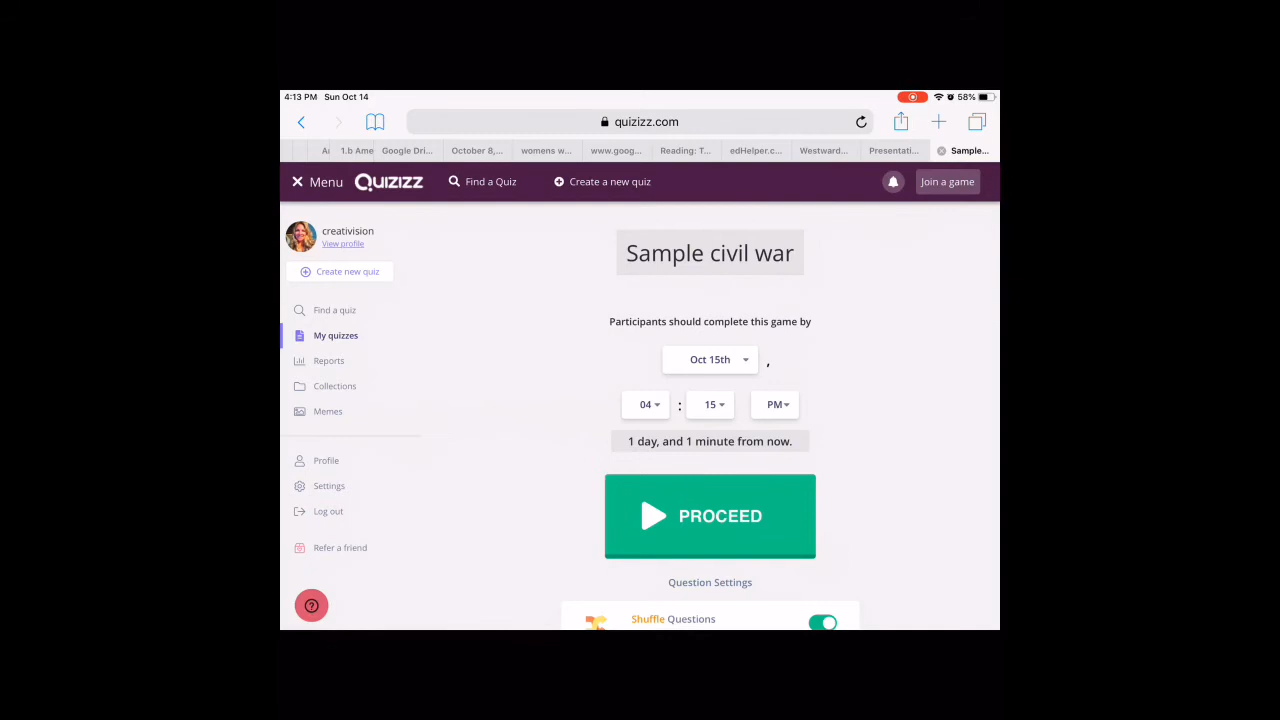 4:13 PM Sun Oct 14
58%
quizizz.com
1.b Ame
Google Dri...
October 8,...
womens w...
www.goog...
Reading: T...
edHelper.c...
Westward...
Presentati...
Sample...
Menu
Quizizz
Find a Quiz
Create a new quiz
Join a game
creativision
View profile
Create new quiz
Find a quiz
My quizzes
Reports
Collections
Memes
Profile
Settings
Log out
Refer a friend
Sample civil war
Participants should complete this game by
Oct 15th ,
04 : 15 PM
1 day, and 1 minute from now.
PROCEED
Question Settings
Shuffle Questions